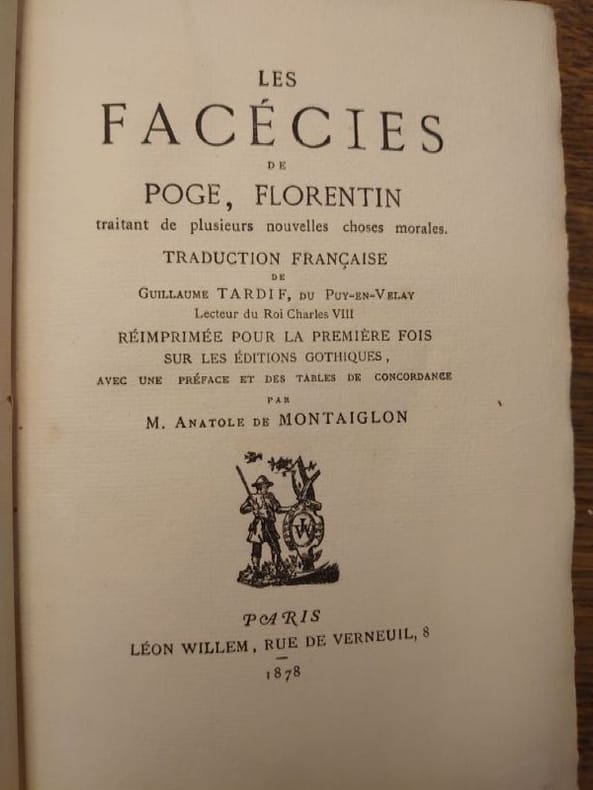 LES
FACÉCIES
DE
POGE, FLORENTIN
traitant de plusieurs nouvelles choses morales.
TRADUCTION FRANÇAISE
DE
GUILLAUME TARDIF, DU PUY-EN-VELAY
Lecteur du Roi Charles VIII
RÉIMPRIMÉE POUR LA PREMIÈRE FOIS
SUR LES ÉDITIONS GOTHIQUES,
AVEC UNE PRÉFACE ET DES TABLES DE CONCORDANCE
PAR
M. ANATOLE DE MONTAIGLON
PARIS
LÉON WILLEM, RUE DE VERNEUIL, 8
1878